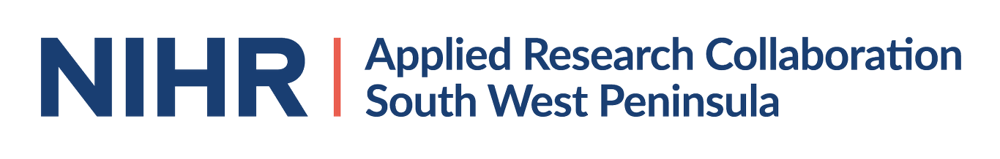 NIHR
Applied Research Collaboration
South West Peninsula